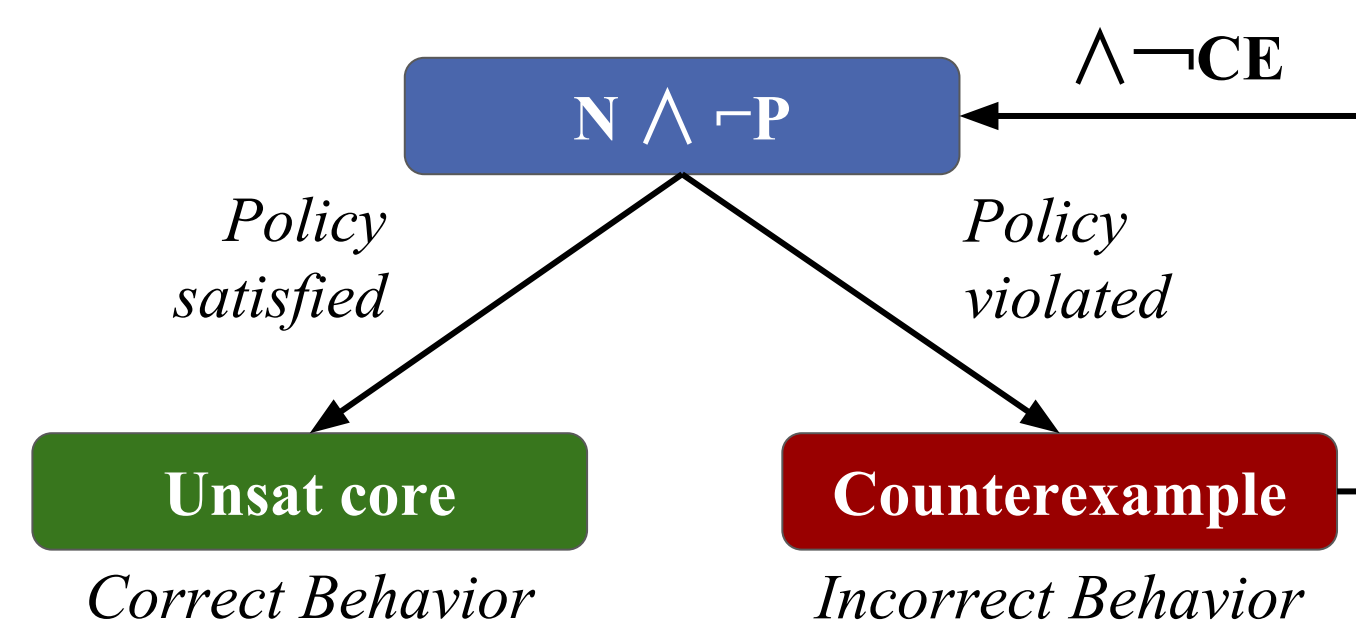 ∧ ¬CE
N ∧ ¬P
Policy
satisfied
Policy
violated
Unsat core
Counterexample
Correct Behavior
Incorrect Behavior